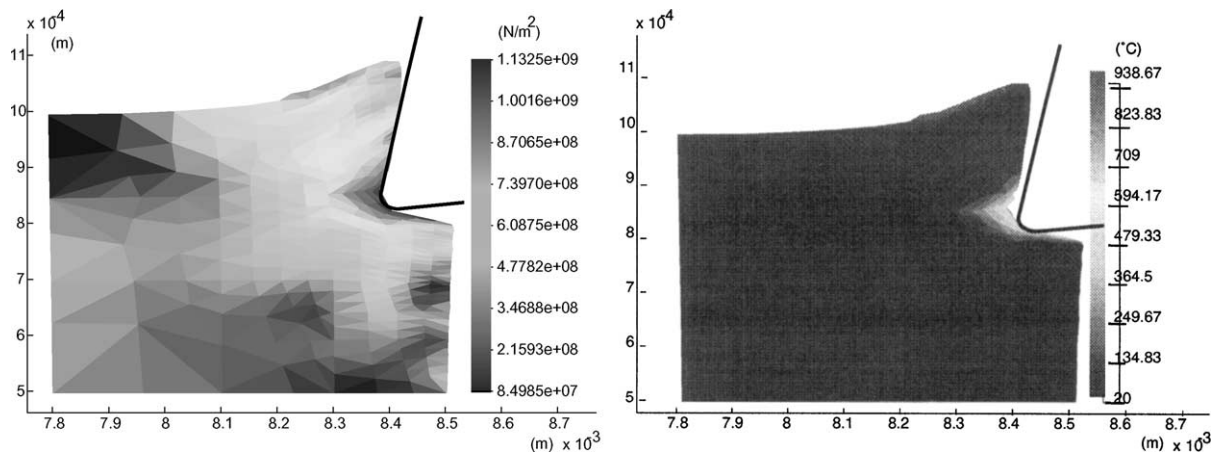 x 10⁴
(m)
11
10
9
8
7
6
5
7.8 7.9 8 8.1 8.2 8.3 8.4 8.5 8.6 8.7
(m) x 10⁻³
(N/m²)
1.1325e+09
1.0016e+09
8.7065e+08
7.3970e+08
6.0875e+08
4.7782e+08
3.4688e+08
2.1593e+08
8.4985e+07
x 10⁻⁴
11
10
9
8
7
6
5
7.8 7.9 8 8.1 8.2 8.3 8.4 8.5 8.6 8.7
(m) x 10⁻³
(°C)
938.67
823.83
709
594.17
479.33
364.5
249.67
134.83
20